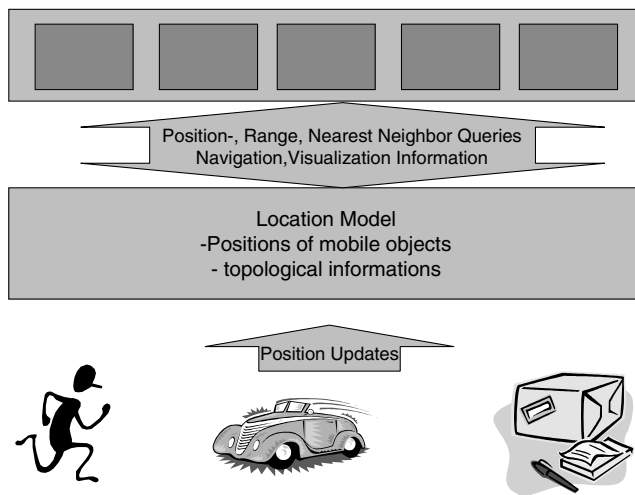 Position-, Range, Nearest Neighbor Queries
Navigation,Visualization Information
Location Model
-Positions of mobile objects
- topological informations
Position Updates